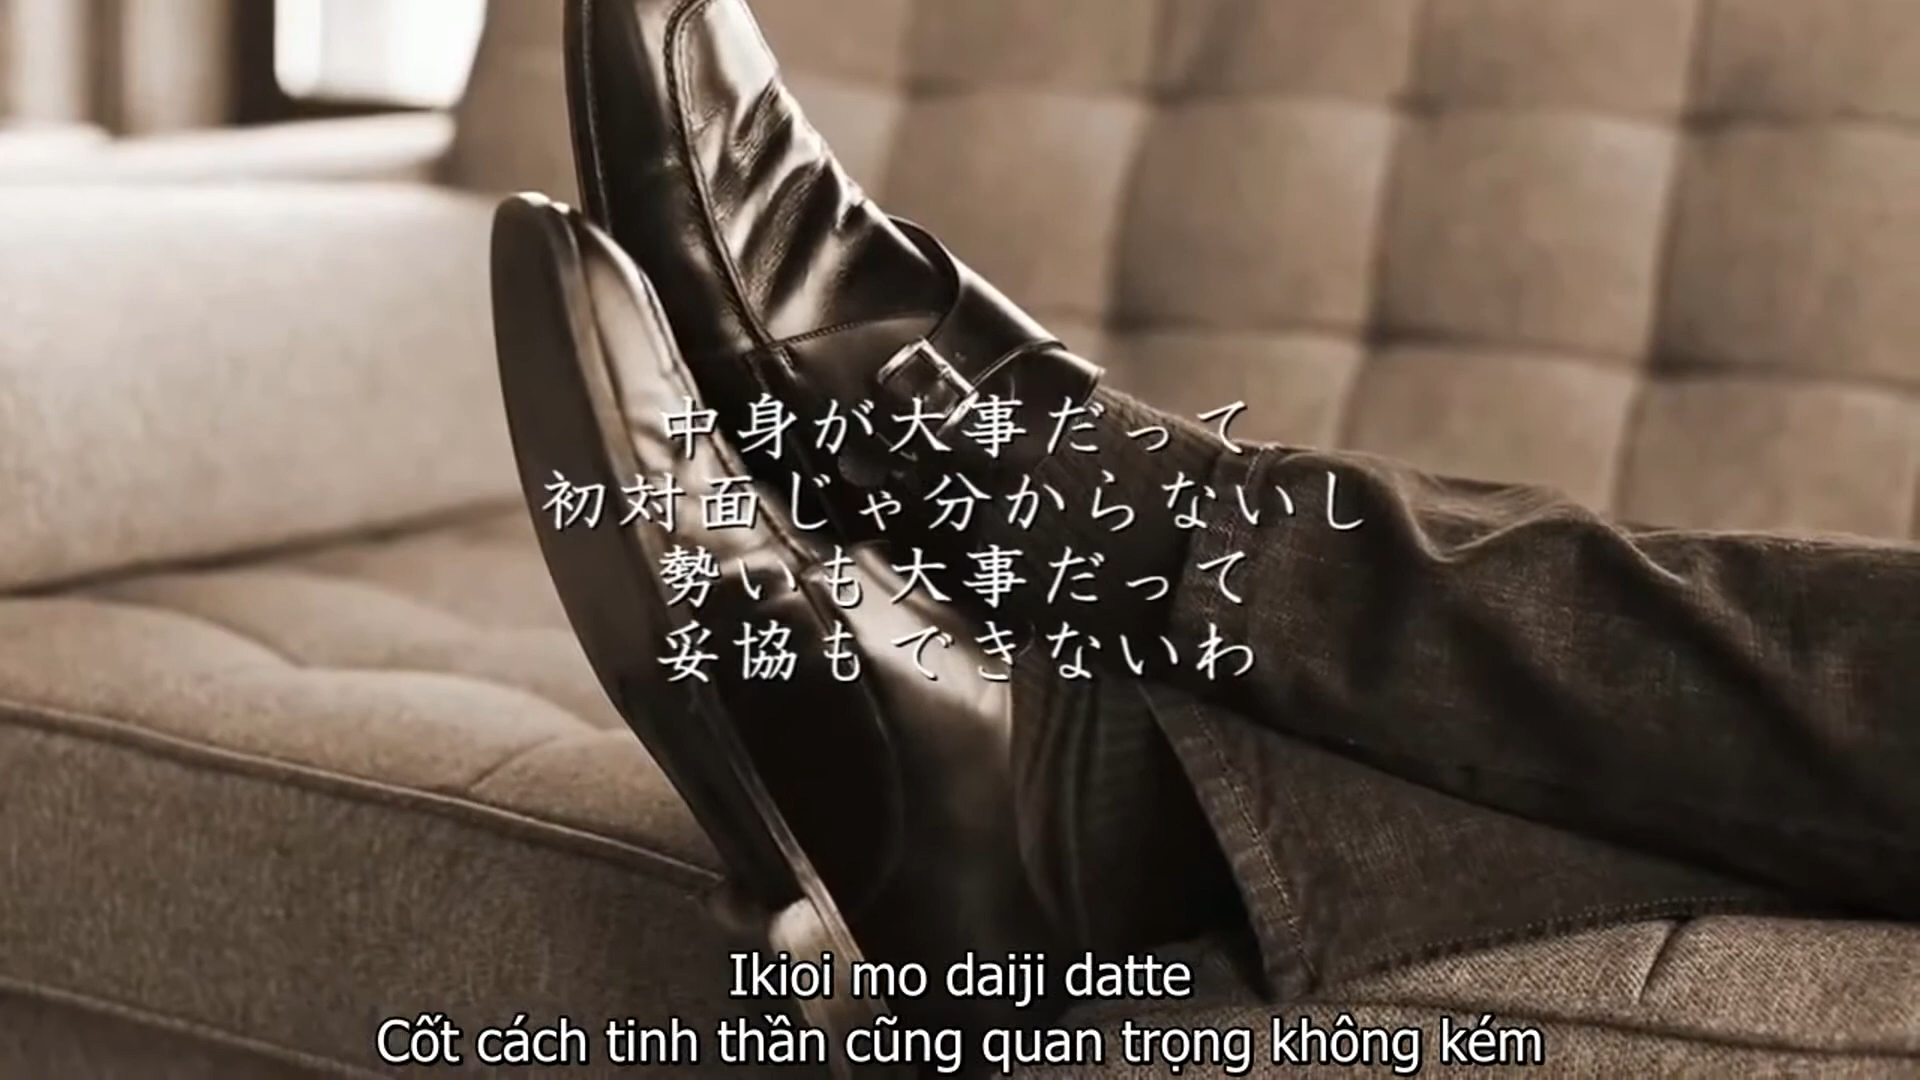 中身が大事だって
初対面じゃ分からないし
勢いも大事だって
妥協もできないわ
Ikioi mo daiji datte
Cốt cách tinh thần cũng quan trọng không kém